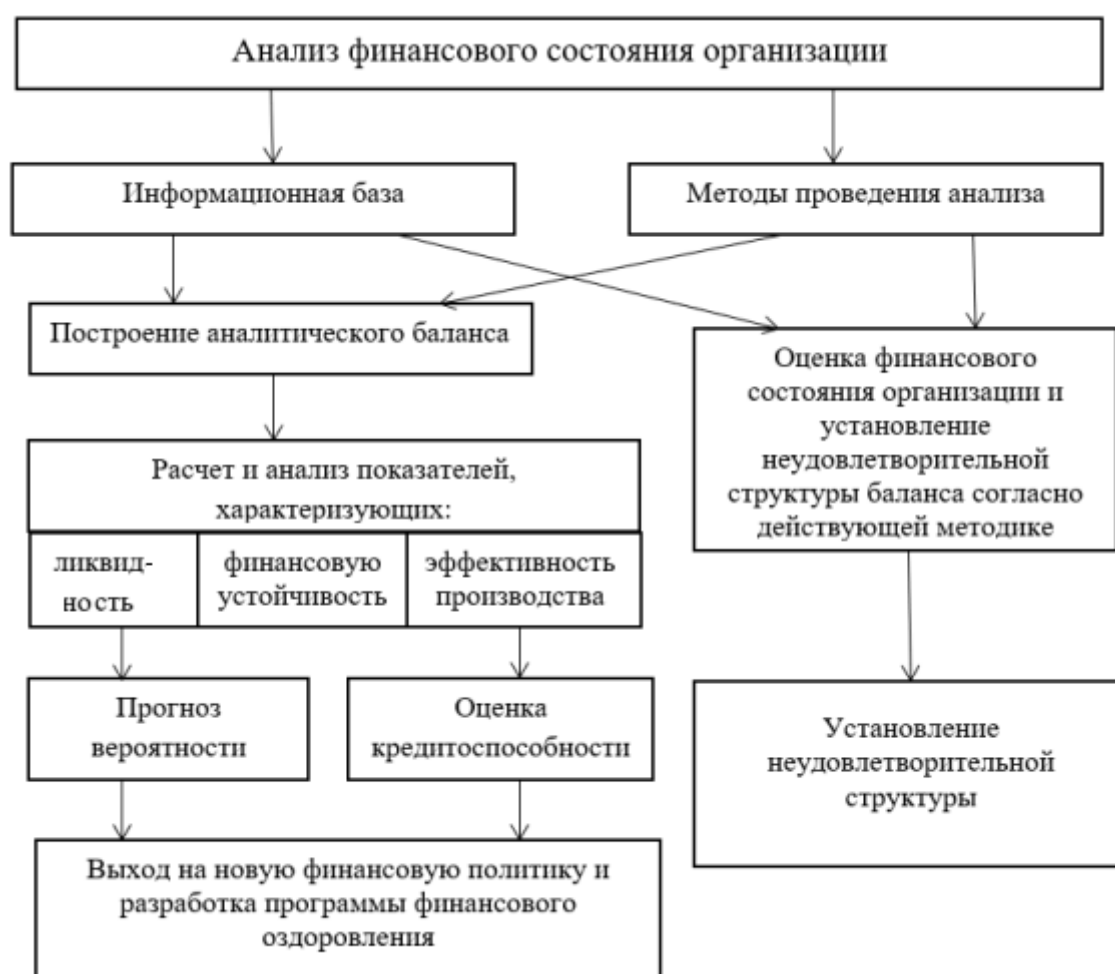 Анализ финансового состояния организации
Информационная база
Методы проведения анализа
Построение аналитического баланса
Оценка финансового
состояния организации и
установление
неудовлетворительной
структуры баланса согласно
действующей методике
Расчет и анализ показателей,
характеризующих:
ликвид-
ность
финансовую
устойчивость
эффективность
производства
Прогноз
вероятности
Оценка
кредитоспособности
Установление
неудовлетворительной
структуры
Выход на новую финансовую политику и
разработка программы финансового
оздоровления